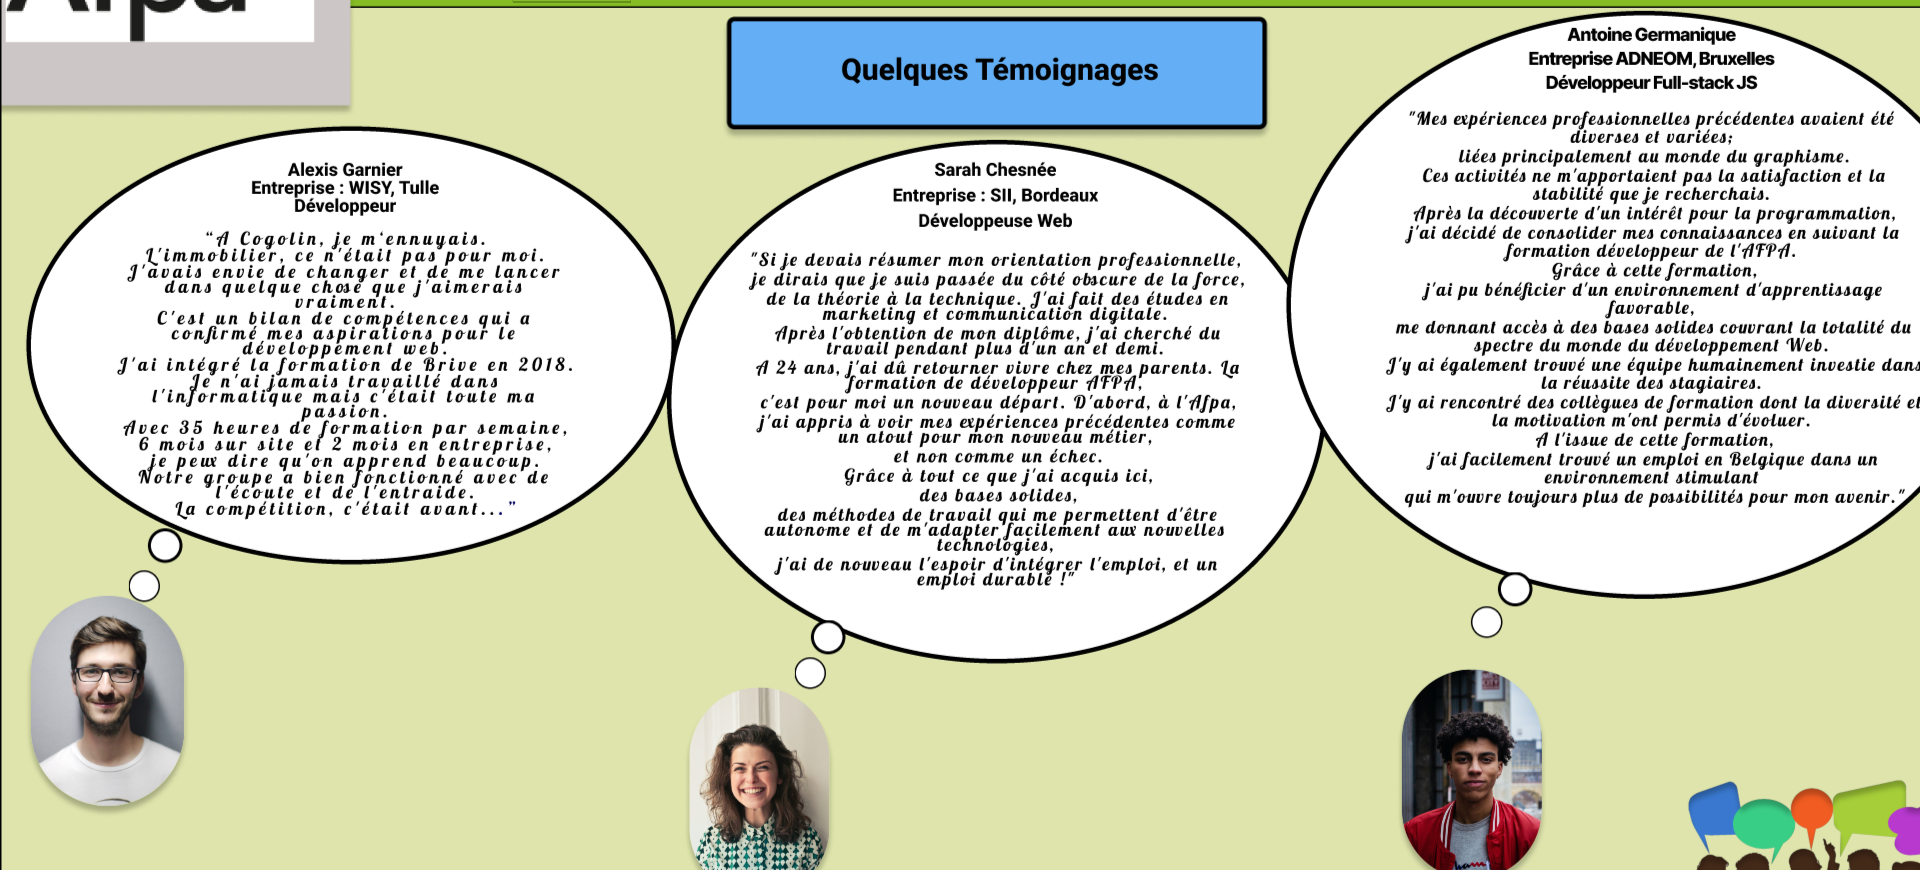 Afpa
Quelques Témoignages
Alexis Garnier
Entreprise : WISY, Tulle
Développeur
“A Cogolin, je m‘ennuyais.
L'immobilier, ce n'était pas pour moi.
J'avais envie de changer et de me lancer
dans quelque chose que j'aimerais
vraiment.
C'est un bilan de compétences qui a
confirmé mes aspirations pour le
développement web.
J'ai intégré la formation de Brive en 2018.
Je n'ai jamais travaillé dans
l'informatique mais c'était toute ma
passion.
Avec 35 heures de formation par semaine,
6 mois sur site et 2 mois en entreprise,
je peux dire qu'on apprend beaucoup.
Notre groupe a bien fonctionné avec de
l'écoute et de l'entraide.
La compétition, c'était avant...”
Sarah Chesnée
Entreprise : SII, Bordeaux
Développeuse Web
"Si je devais résumer mon orientation professionnelle,
je dirais que je suis passée du côté obscure de la force,
de la théorie à la technique. J'ai fait des études en
marketing et communication digitale.
Après l'obtention de mon diplôme, j'ai cherché du
travail pendant plus d'un an et demi.
A 24 ans, j'ai dû retourner vivre chez mes parents. La
formation de développeur AFPA,
c'est pour moi un nouveau départ. D'abord, à l'Afpa,
j'ai appris à voir mes expériences précédentes comme
un atout pour mon nouveau métier,
et non comme un échec.
Grâce à tout ce que j'ai acquis ici,
des bases solides,
des méthodes de travail qui me permettent d'être
autonome et de m'adapter facilement aux nouvelles
technologies,
j'ai de nouveau l'espoir d'intégrer l'emploi, et un
emploi durable !"
Antoine Germanique
Entreprise ADNEOM, Bruxelles
Développeur Full-stack JS
"Mes expériences professionnelles précédentes avaient été
diverses et variées;
liées principalement au monde du graphisme.
Ces activités ne m'apportaient pas la satisfaction et la
stabilité que je recherchais.
Après la découverte d'un intérêt pour la programmation,
j'ai décidé de consolider mes connaissances en suivant la
formation développeur de l'AFPA.
Grâce à cette formation,
j'ai pu bénéficier d'un environnement d'apprentissage
favorable,
me donnant accès à des bases solides couvrant la totalité du
spectre du monde du développement Web.
J'y ai également trouvé une équipe humainement investie dans
la réussite des stagiaires.
J'y ai rencontré des collègues de formation dont la diversité et
la motivation m'ont permis d'évoluer.
A l'issue de cette formation,
j'ai facilement trouvé un emploi en Belgique dans un
environnement stimulant
qui m'ouvre toujours plus de possibilités pour mon avenir."